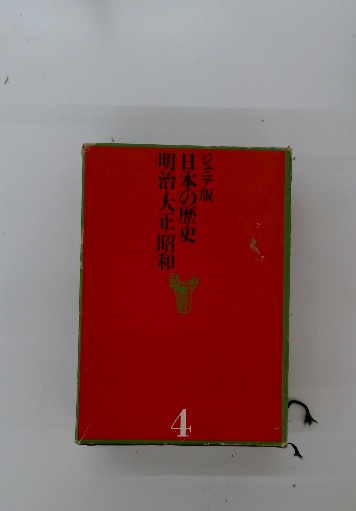 ジュニア版
日本の歴史
明治 大正 昭和
4